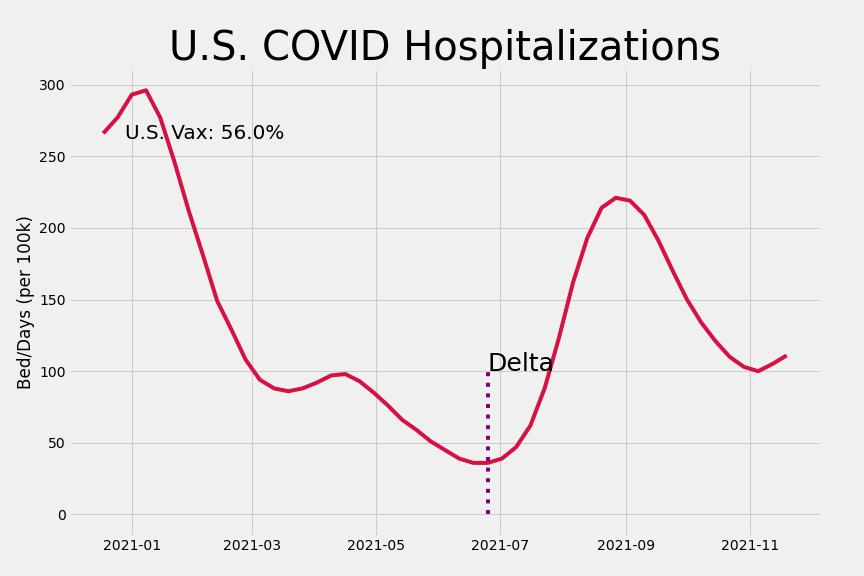 U.S. COVID Hospitalizations
300
U.S. Vax: 56.0%
250
200
150
Bed/Days (per 100k)
Delta
100
50
0
2021-01 2021-03 2021-05 2021-07 2021-09 2021-11